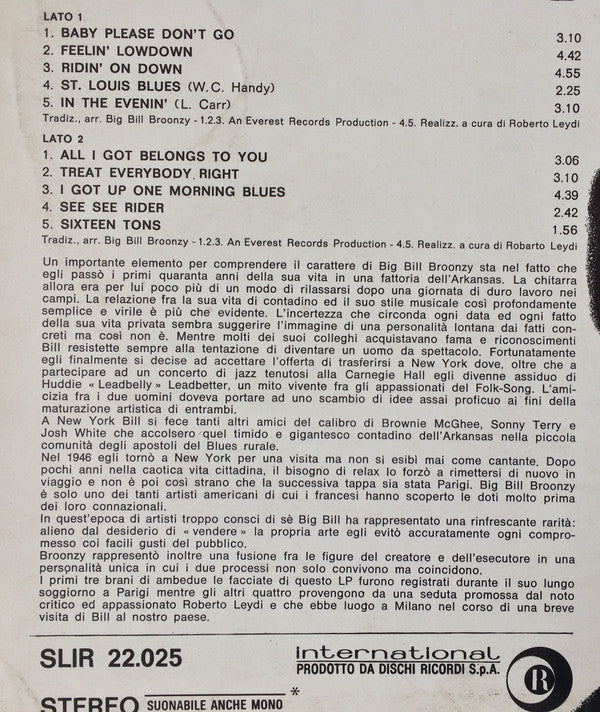 LATO 1
1. BABY PLEASE DON'T GO 3.10
2. FEELIN' LOWDOWN 4.42
3. RIDIN' ON DOWN 4.55
4. ST. LOUIS BLUES (W.C. Handy) 2.25
5. IN THE EVENIN' (L. Carr) 3.10
Tradiz., arr. Big Bill Broonzy - 1.2.3. An Everest Records Production - 4.5. Realizz. a cura di Roberto Leydi
LATO 2
1. ALL I GOT BELONGS TO YOU 3.06
2. TREAT EVERYBODY RIGHT 3.10
3. I GOT UP ONE MORNING BLUES 4.39
4. SEE SEE RIDER 2.42
5. SIXTEEN TONS 1.56
Tradiz., arr. Big Bill Broonzy - 1.2.3. An Everest Records Production - 4.5. Realizz. a cura di Robarto Leydi
Un importante elemento per comprendere il carattere di Big Bill Broonzy sta nel fatto che
egli passò i primi quaranta anni della sua vita in una fattoria dell'Arkansas. La chitarra
allora era per lui poco più di un modo di rilassarsi dopo una giornata di duro lavoro nei
campi. La relazione fra la sua vita di contadino ed il suo stile musicale così profondamente
semplice e virile è più che evidente. L'incertezza che circonda ogni data ed ogni fatto
della sua vita privata sembra suggerire l'immagine di una personalità lontana dai fatti con-
creti ma così non è. Mentre molti dei suoi colleghi acquistavano fama e riconoscimenti
Bill resistette sempre alla tentazione di diventare un uomo da spettacolo. Fortunatamente
egli finalmente si decise ad accettare l'offerta di trasferirsi a New York dove, oltre che a
partecipare ad un concerto di jazz tenutosi alla Carnegie Hall egli divenne assiduo di
Huddie « Leadbelly » Leadbetter, un mito vivente fra gli appassionati del Folk-Song. L'ami-
cizia fra i due uomini doveva portare ad uno scambio di idee assai proficuo ai fini della
maturazione artistica di entrambi.
A New York Bill si fece tanti altri amici del calibro di Brownie McGhee, Sonny Terry e
Josh White che accolsero quel timido e gigantesco contadino dell'Arkansas nella piccola
comunità degli apostoli del Blues rurale.
Nel 1946 egli tornò a New York per una visita ma non si esibì mai come cantante. Dopo
pochi anni nella caotica vita cittadina, il bisogno di relax lo forzò a rimettersi di nuovo in
viaggio e non è poi così strano che la successiva tappa sia stata Parigi. Big Bill Broonzy
è solo uno dei tanti artisti americani di cui i francesi hanno scoperto le doti molto prima
dei loro connazionali.
In quest'epoca di artisti troppo consci di sè Big Bill ha rappresentato una rinfrescante rarità:
alieno dal desiderio di « vendere » la propria arte egli evitò accuratamente ogni compro-
messo coi facili gusti del pubblico.
Broonzy rappresentò inoltre una fusione fra le figure del creatore e dell'esecutore in una
personalità unica in cui i due processi non solo convivono ma coincidono.
I primi tre brani di ambedue le facciate di questo LP furono registrati durante il suo lungo
soggiorno a Parigi mentre gli altri quattro provengono da una seduta promossa dal noto
critico ed appassionato Roberto Leydi e che ebbe luogo a Milano nel corso di una breve
visita di Bill al nostro paese.
SLIR 22.025
international
PRODOTTO DA DISCHI RICORDI S.p.A.
R
STEREO SUONABILE ANCHE MONO *